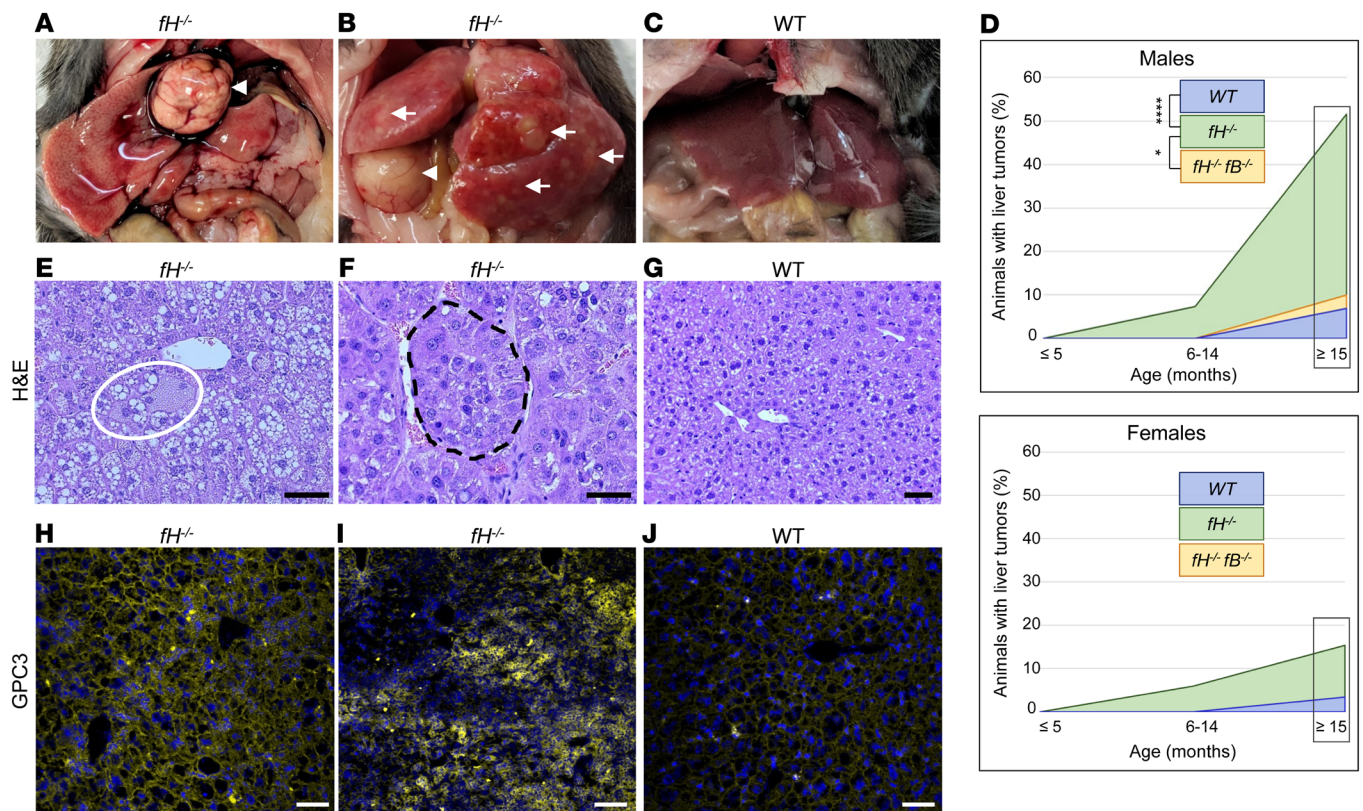 A
fH-/-
B
fH-/-
C
WT
D
Males
Animals with liver tumors (%)
60
50
40
30
20
10
0
****
*
WT
fH-/-
fH-/- fB-/-
≤ 5
6-14
≥ 15
Age (months)
E
fH-/-
F
fH-/-
G
WT
H&E
Females
Animals with liver tumors (%)
60
50
40
30
20
10
0
WT
fH-/-
fH-/- fB-/-
≤ 5
6-14
≥ 15
Age (months)
H
fH-/-
I
fH-/-
J
WT
GPC3